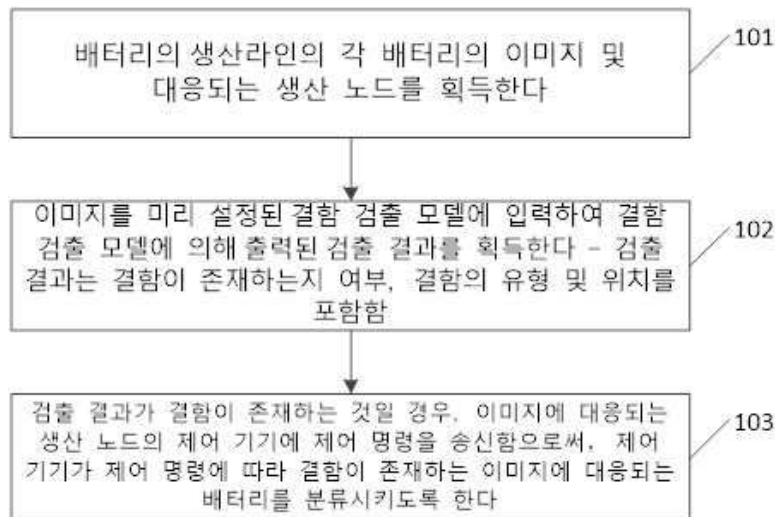 배터리의 생산라인의 각 배터리의 이미지 및
대응되는 생산 노드를 획득한다
101
이미지를 미리 설정된 결함 검출 모델에 입력하여 결함
검출 모델에 의해 출력된 검출 결과를 획득한다 – 검출
결과는 결함이 존재하는지 여부, 결함의 유형 및 위치를
포함함
102
검출 결과가 결함이 존재하는 것일 경우, 이미지에 대응되는
생산 노드의 제어 기기에 제어 명령을 송신함으로써, 제어
기기가 제어 명령에 따라 결함이 존재하는 이미지에 대응되는
배터리를 분류시키도록 한다
103